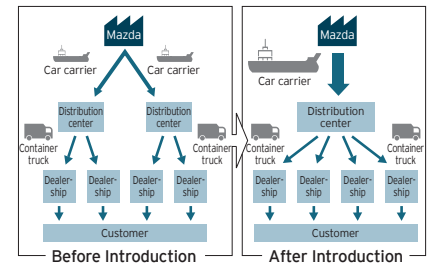 Mazda
Car carrier
Car carrier
Distribution
center
Distribution
center
Container
truck
Container
truck
Dealer-
ship
Dealer-
ship
Dealer-
ship
Dealer-
ship
Customer
Before Introduction
Mazda
Car carrier
Distribution
center
Container
truck
Container
truck
Dealer-
ship
Dealer-
ship
Dealer-
ship
Dealer-
ship
Customer
After Introduction